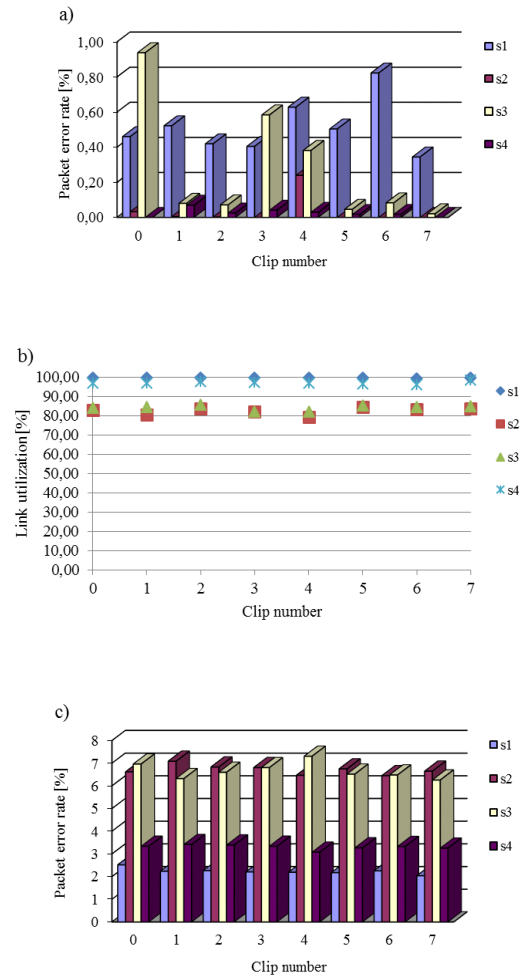 a)
Packet error rate [%]
1,00
0,80
0,60
0,40
0,20
0,00
0 1 2 3 4 5 6 7
Clip number
s1
s2
s3
s4
b)
Link utilization[%]
100,00
90,00
80,00
70,00
60,00
50,00
40,00
30,00
20,00
10,00
0,00
0 1 2 3 4 5 6 7
Clip number
s1
s2
s3
s4
c)
Packet error rate [%]
8
7
6
5
4
3
2
1
0
0 1 2 3 4 5 6 7
Clip number
s1
s2
s3
s4